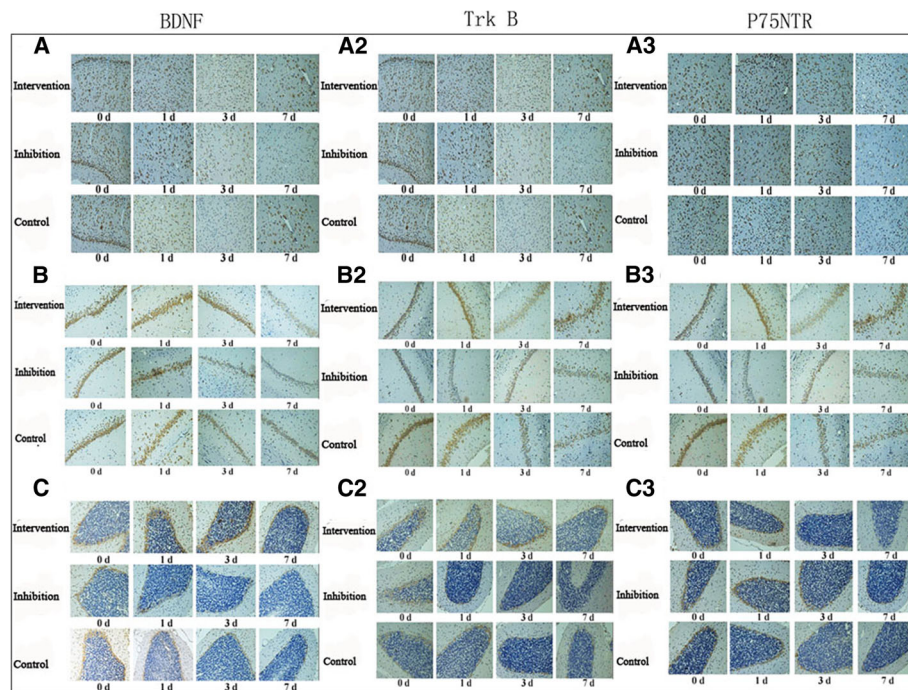 BDNF Trk B P75NTR
A A2 A3
Intervention Intervention Intervention
0 d 1 d 3 d 7 d 0 d 1 d 3 d 7 d 0 d 1 d 3 d 7 d
Inhibition Inhibition Inhibition
0 d 1 d 3 d 7 d 0 d 1 d 3 d 7 d 0 d 1 d 3 d 7 d
Control Control Control
0 d 1 d 3 d 7 d 0 d 1 d 3 d 7 d 0 d 1 d 3 d 7 d
B B2 B3
Intervention Intervention Intervention
0 d 1 d 3 d 7 d 0 d 1 d 3 d 7 d 0 d 1 d 3 d 7 d
Inhibition Inhibition Inhibition
0 d 1 d 3 d 7 d 0 d 1 d 3 d 7 d 0 d 1 d 3 d 7 d
Control Control Control
0 d 1 d 3 d 7 d 0 d 1 d 3 d 7 d 0 d 1 d 3 d 7 d
C C2 C3
Intervention Intervention Intervention
0 d 1 d 3 d 7 d 0 d 1 d 3 d 7 d 0 d 1 d 3 d 7 d
Inhibition Inhibition Inhibition
0 d 1 d 3 d 7 d 0 d 1 d 3 d 7 d 0 d 1 d 3 d 7 d
Control Control Control
0 d 1 d 3 d 7 d 0 d 1 d 3 d 7 d 0 d 1 d 3 d 7 d